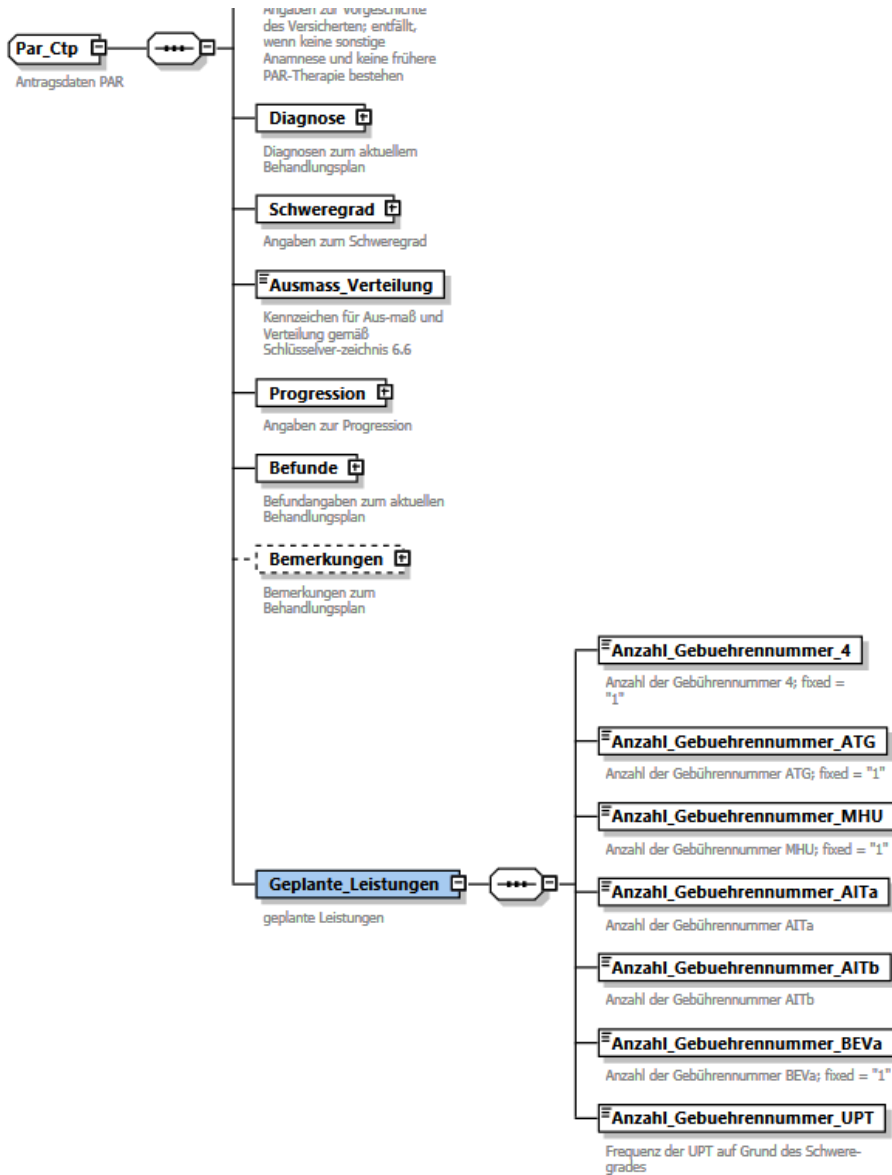 Angaben zur Vorgeschichte
des Versicherten; entfällt,
wenn keine sonstige
Anamnese und keine frühere
PAR-Therapie bestehen
Par_Ctp
Antragsdaten PAR
Diagnose
Diagnosen zum aktuellem
Behandlungsplan
Schweregrad
Angaben zum Schweregrad
Ausmass_Verteilung
Kennzeichen für Aus-maß und
Verteilung gemäß
Schlüsselver-zeichnis 6.6
Progression
Angaben zur Progression
Befunde
Befundangaben zum aktuellen
Behandlungsplan
Bemerkungen
Bemerkungen zum
Behandlungsplan
Geplante_Leistungen
geplante Leistungen
Anzahl_Gebuehrennummer_4
Anzahl der Gebührennummer 4; fixed =
"1"
Anzahl_Gebuehrennummer_ATG
Anzahl der Gebührennummer ATG; fixed = "1"
Anzahl_Gebuehrennummer_MHU
Anzahl der Gebührennummer MHU; fixed = "1"
Anzahl_Gebuehrennummer_AITa
Anzahl der Gebührennummer AITa
Anzahl_Gebuehrennummer_AITb
Anzahl der Gebührennummer AITb
Anzahl_Gebuehrennummer_BEVa
Anzahl der Gebührennummer BEVa; fixed = "1"
Anzahl_Gebuehrennummer_UPT
Frequenz der UPT auf Grund des Schwere-
grades